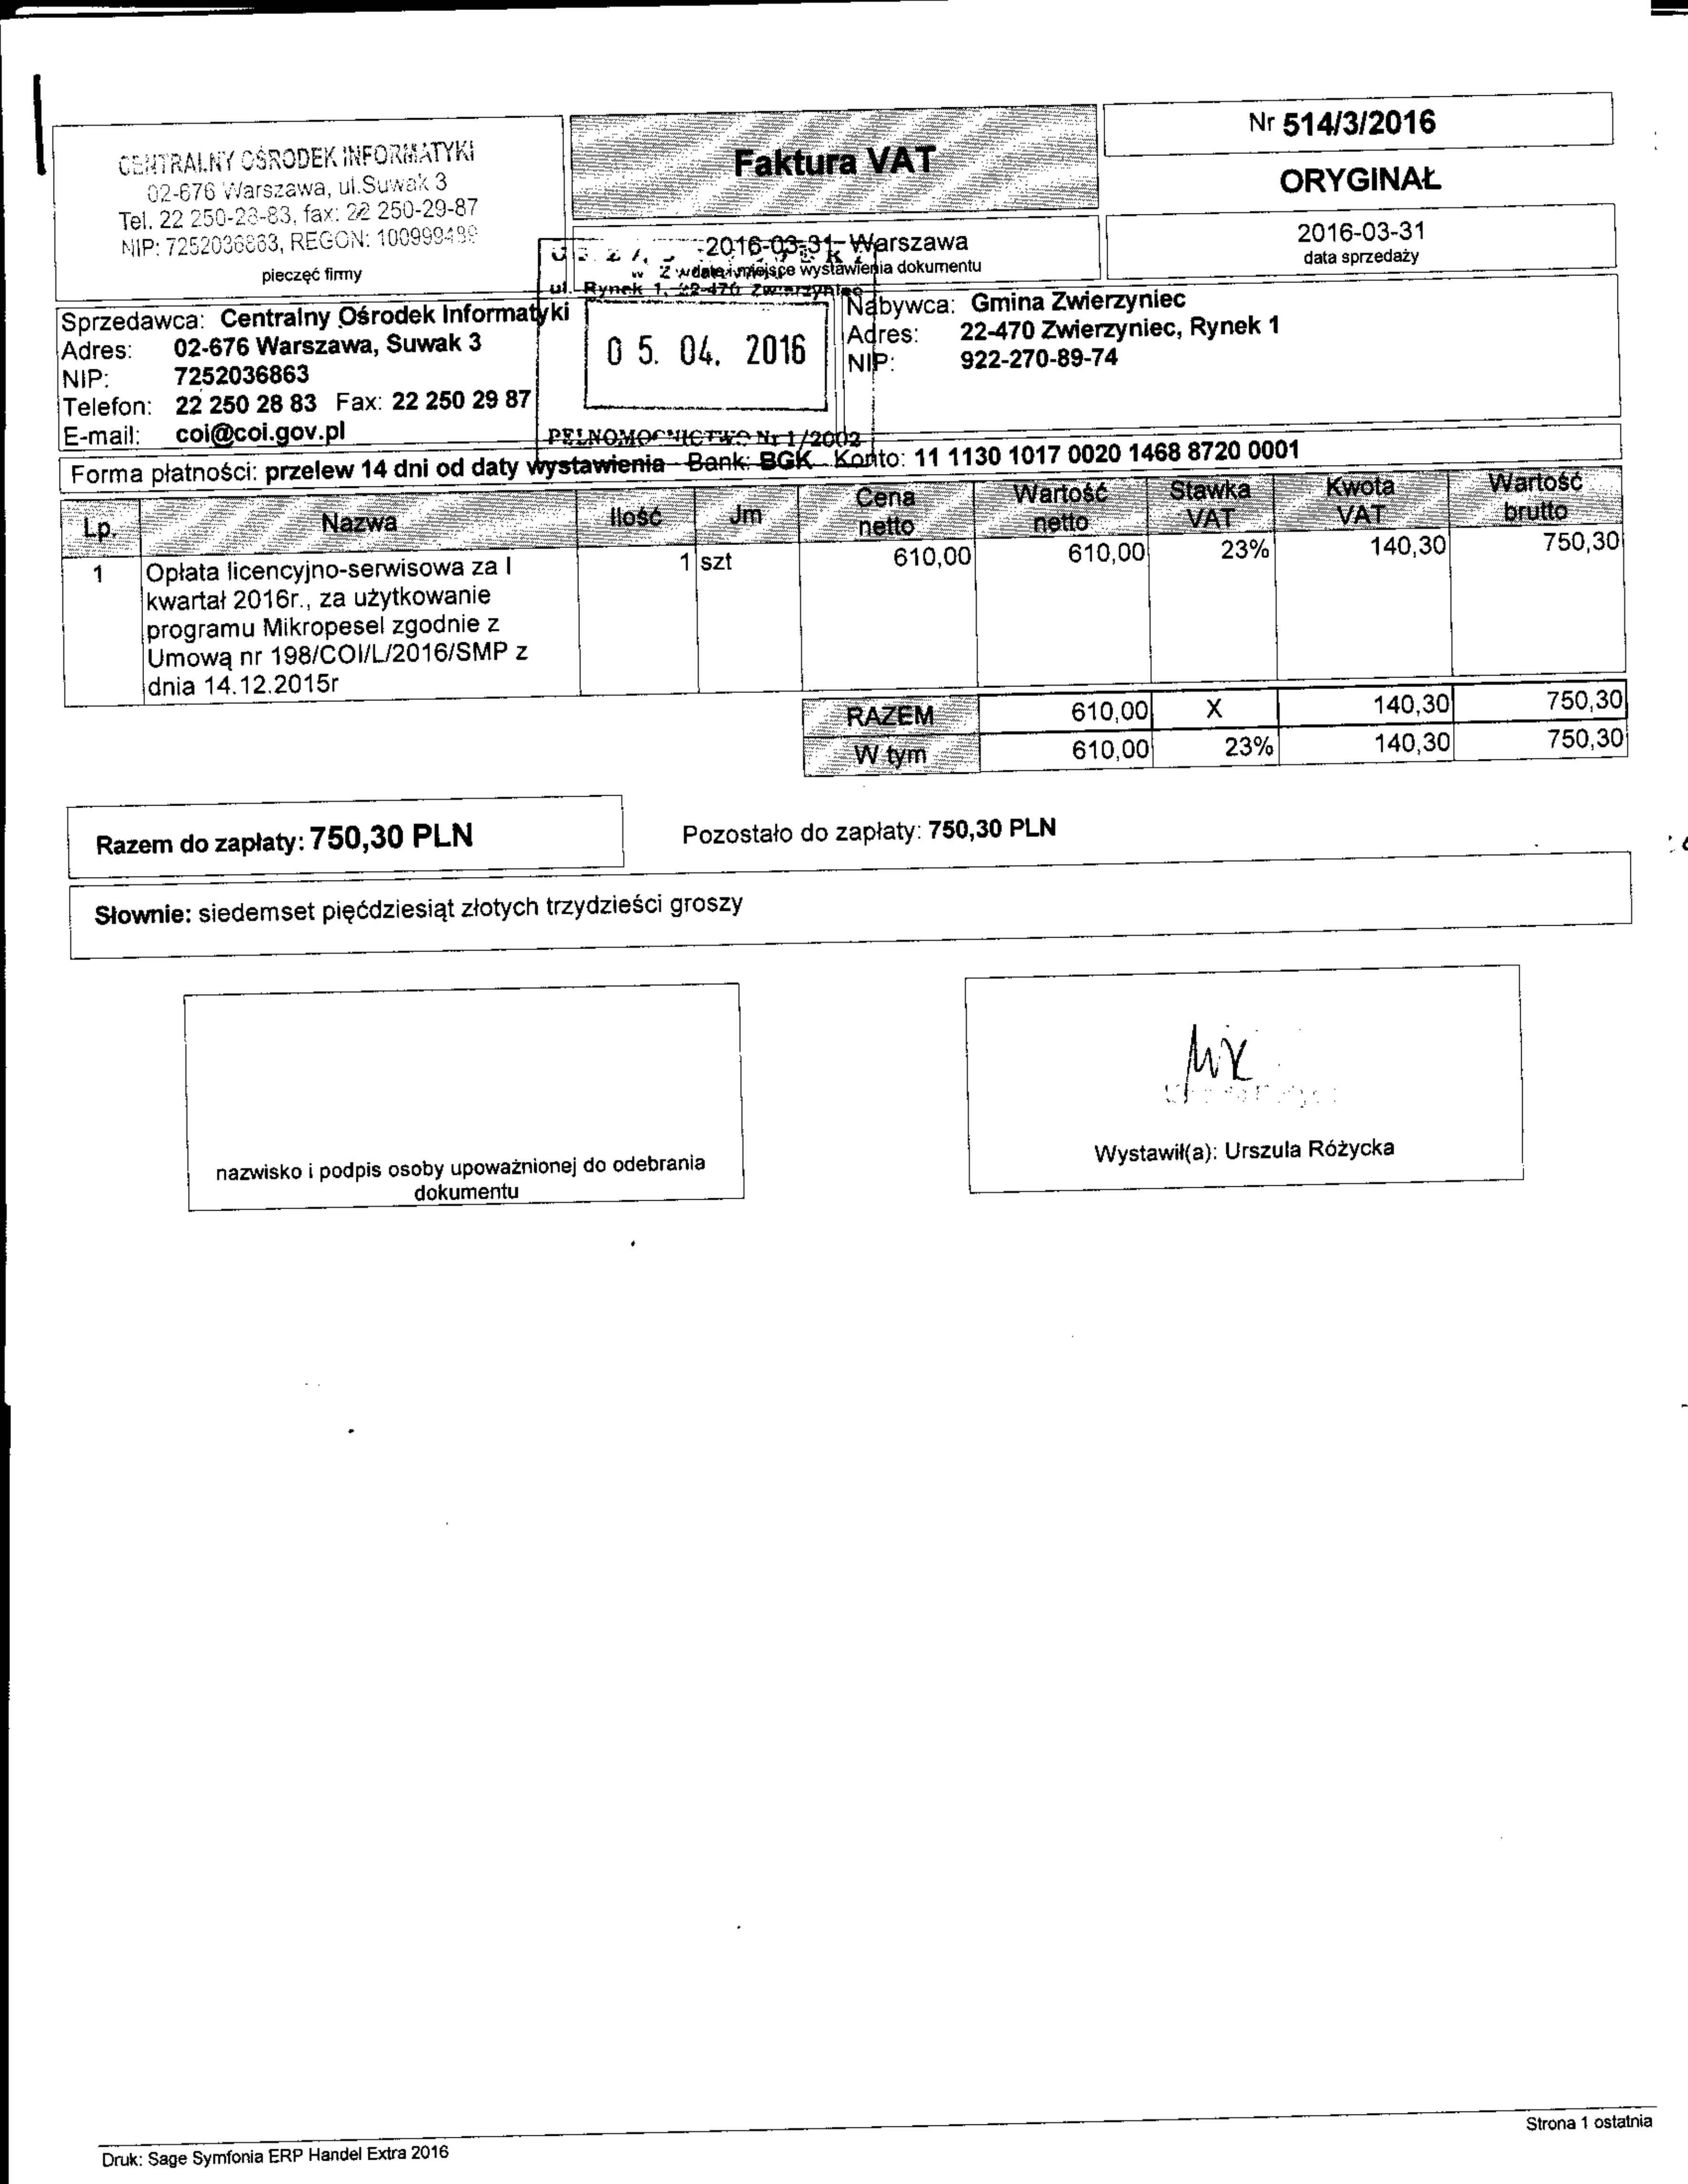 CENTRALNY OŚRODEK INFORMATYKI
02-676 Warszawa, ul.Suwak 3
Tel. 22 250-28-83, fax: 22 250-29-87
NIP: 7252036863, REGON:
pieczęć firmy
Faktura VAT
Nr 514/3/2016
ORYGINAŁ
2016-03-31 Warszawa
data i miejsce wystawienia dokumentu
2016-03-31
data sprzedaży
ul. Rynek 1, 22-470 Zwierzyniec
05. 04. 2016
PEŁNOMOCNICTWO Nr 1/2002
Sprzedawca: Centralny Ośrodek Informatyki
Adres: 02-676 Warszawa, Suwak 3
NIP: 7252036863
Telefon: 22 250 28 83 Fax: 22 250 29 87
E-mail: coi@coi.gov.pl
Nabywca: Gmina Zwierzyniec
Adres: 22-470 Zwierzyniec, Rynek 1
NIP: 922-270-89-74
Forma płatności: przelew 14 dni od daty wystawienia Bank: BGK Konto: 11 1130 1017 0020 1468 8720 0001
Lp. Nazwa Ilość Jm Cena netto Wartość netto Stawka VAT Kwota VAT Wartość brutto
1 Opłata licencyjno-serwisowa za I 1 szt 610,00 610,00 23% 140,30 750,30
kwartał 2016r., za użytkowanie
programu Mikropesel zgodnie z
Umową nr 198/COI/L/2016/SMP z
dnia 14.12.2015r
RAZEM 610,00 X 140,30 750,30
W tym 610,00 23% 140,30 750,30
Razem do zapłaty: 750,30 PLN
Pozostało do zapłaty: 750,30 PLN
Słownie: siedemset pięćdziesiąt złotych trzydzieści groszy
nazwisko i podpis osoby upoważnionej do odebrania
dokumentu
Wystawił(a): Urszula Różycka
Druk: Sage Symfonia ERP Handel Extra 2016
Strona 1 ostatnia